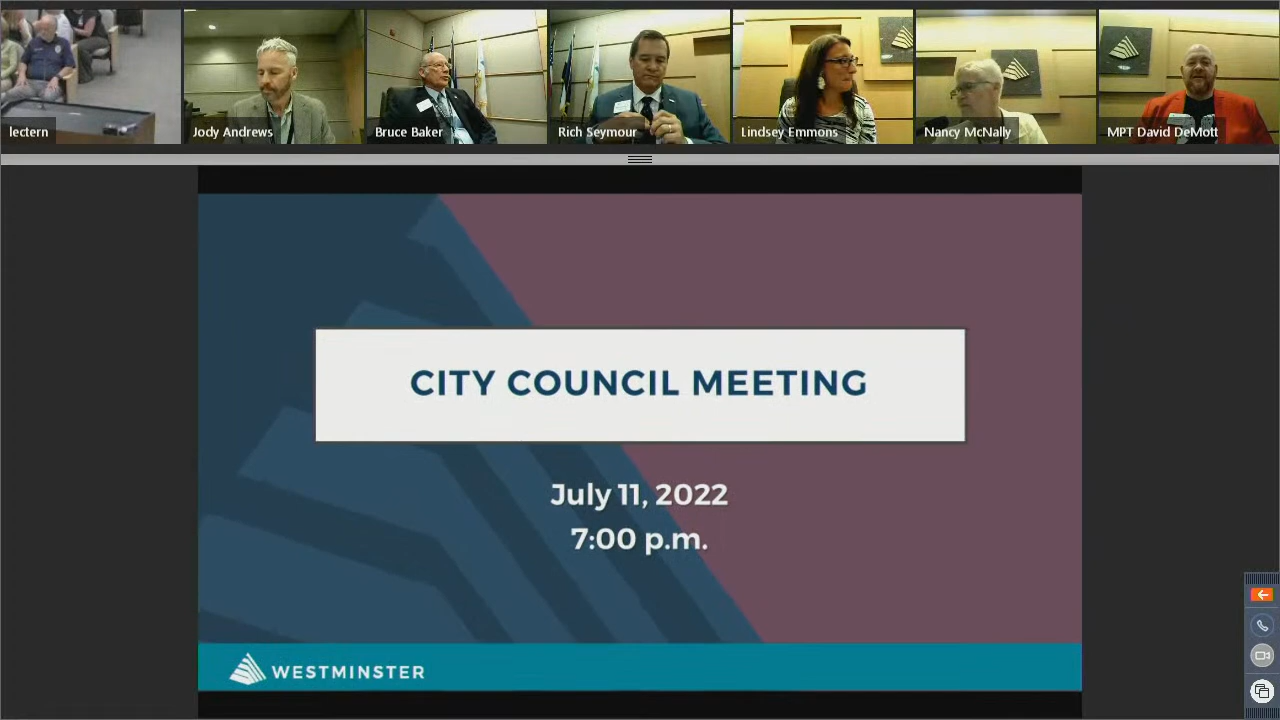 lectern
Jody Andrews
Bruce Baker
Rich Seymour
Lindsey Emmons
Nancy McNally
MPT David DeMott
CITY COUNCIL MEETING
July 11, 2022
7:00 p.m.
WESTMINSTER